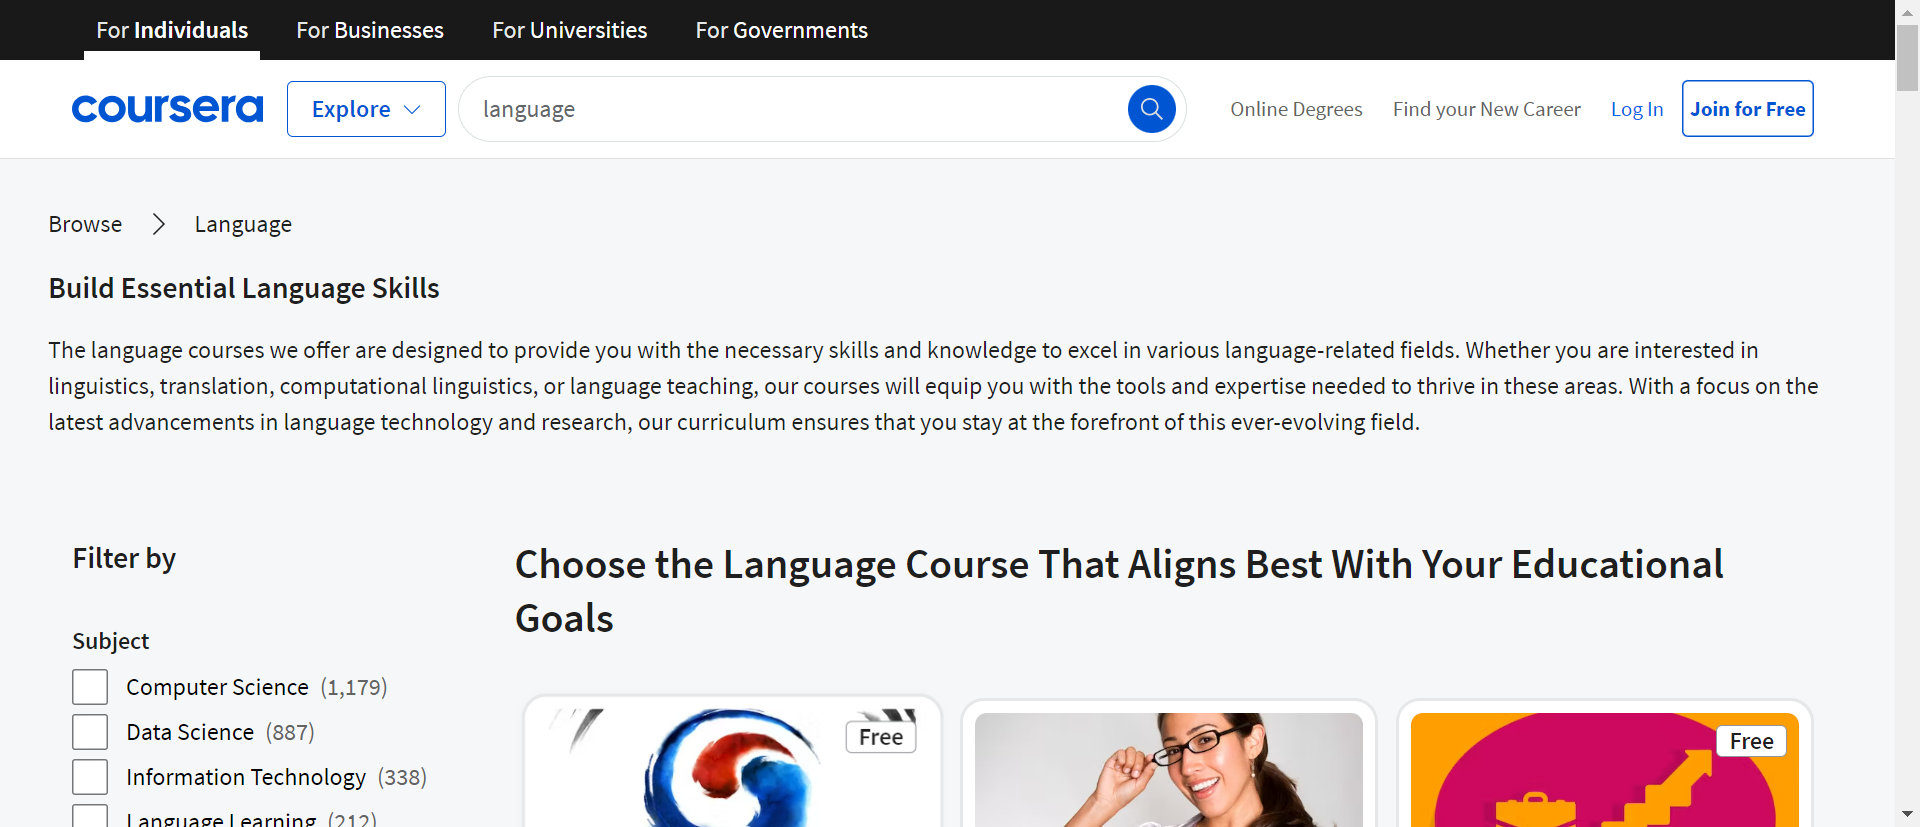 For Individuals
For Businesses
For Universities
For Governments
coursera
Explore
language
Online Degrees
Find your New Career
Log In
Join for Free
Browse
Language
Build Essential Language Skills
The language courses we offer are designed to provide you with the necessary skills and knowledge to excel in various language-related fields. Whether you are interested in
linguistics, translation, computational linguistics, or language teaching, our courses will equip you with the tools and expertise needed to thrive in these areas. With a focus on the
latest advancements in language technology and research, our curriculum ensures that you stay at the forefront of this ever-evolving field.
Filter by
Subject
Computer Science (1,179)
Data Science (887)
Information Technology (338)
Language Learning (212)
Choose the Language Course That Aligns Best With Your Educational
Goals
Free
Free